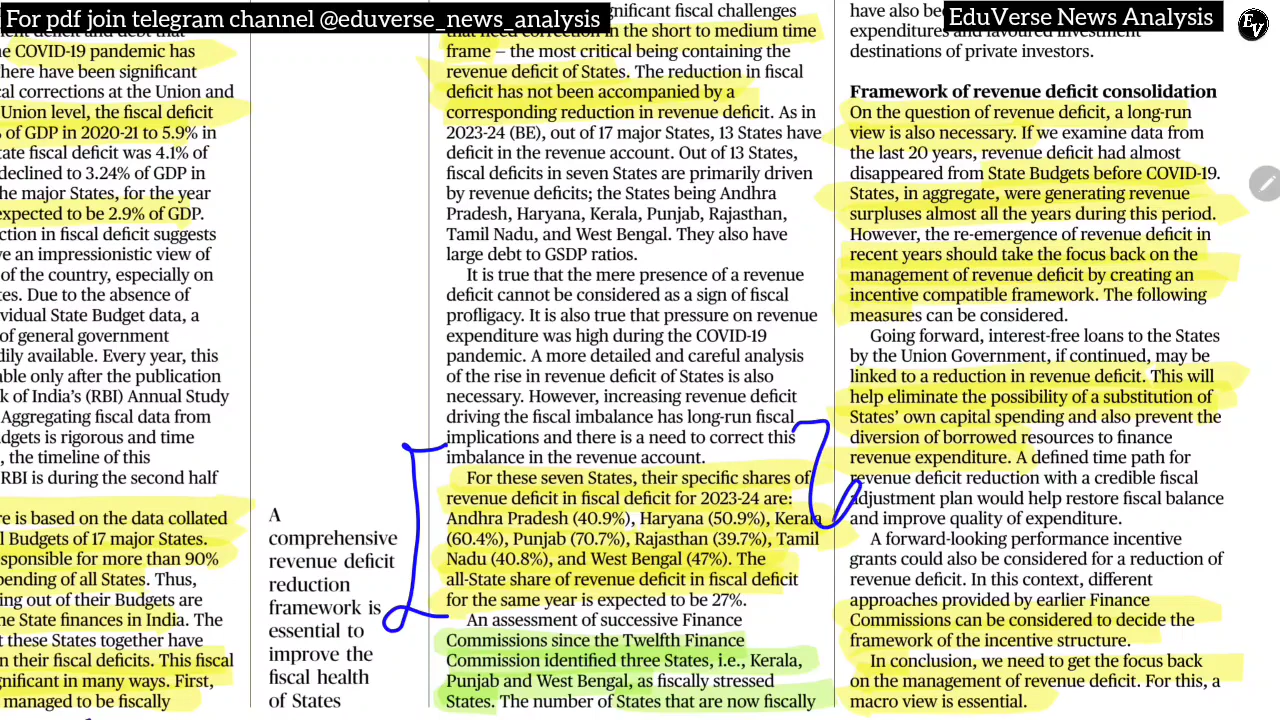 For pdf join telegram channel @eduverse_news_analysis
EduVerse News Analysis
EV
COVID-19 pandemic has
here have been significant
cal corrections at the Union and
Union level, the fiscal deficit
of GDP in 2020-21 to 5.9% in
tate fiscal deficit was 4.1% of
declined to 3.24% of GDP in
he major States, for the year
expected to be 2.9% of GDP.
ction in fiscal deficit suggests
ve an impressionistic view of
of the country, especially on
tes. Due to the absence of
vidual State Budget data, a
of general government
dily available. Every year, this
able only after the publication
k of India's (RBI) Annual Study
Aggregating fiscal data from
udgets is rigorous and time
, the timeline of this
RBI is during the second half
re is based on the data collated
l Budgets of 17 major States.
sponsible for more than 90%
pending of all States. Thus,
ing out of their Budgets are
he State finances in India. The
t these States together have
n their fiscal deficits. This fiscal
gnificant in many ways. First,
managed to be fiscally
A
comprehensive
revenue deficit
reduction
framework is
essential to
improve the
fiscal health
of States
gnificant fiscal challenges
that need correction in the short to medium time
frame – the most critical being containing the
revenue deficit of States. The reduction in fiscal
deficit has not been accompanied by a
corresponding reduction in revenue deficit. As in
2023-24 (BE), out of 17 major States, 13 States have
deficit in the revenue account. Out of 13 States,
fiscal deficits in seven States are primarily driven
by revenue deficits; the States being Andhra
Pradesh, Haryana, Kerala, Punjab, Rajasthan,
Tamil Nadu, and West Bengal. They also have
large debt to GSDP ratios.
It is true that the mere presence of a revenue
deficit cannot be considered as a sign of fiscal
profligacy. It is also true that pressure on revenue
expenditure was high during the COVID-19
pandemic. A more detailed and careful analysis
of the rise in revenue deficit of States is also
necessary. However, increasing revenue deficit
driving the fiscal imbalance has long-run fiscal
implications and there is a need to correct this
imbalance in the revenue account.
For these seven States, their specific shares of
revenue deficit in fiscal deficit for 2023-24 are:
Andhra Pradesh (40.9%), Haryana (50.9%), Kerala
(60.4%), Punjab (70.7%), Rajasthan (39.7%), Tamil
Nadu (40.8%), and West Bengal (47%). The
all-State share of revenue deficit in fiscal deficit
for the same year is expected to be 27%.
An assessment of successive Finance
Commissions since the Twelfth Finance
Commission identified three States, i.e., Kerala,
Punjab and West Bengal, as fiscally stressed
States. The number of States that are now fiscally
have also be
expenditures and favoured investment
destinations of private investors.
Framework of revenue deficit consolidation
On the question of revenue deficit, a long-run
view is also necessary. If we examine data from
the last 20 years, revenue deficit had almost
disappeared from State Budgets before COVID-19.
States, in aggregate, were generating revenue
surpluses almost all the years during this period.
However, the re-emergence of revenue deficit in
recent years should take the focus back on the
management of revenue deficit by creating an
incentive compatible framework. The following
measures can be considered.
Going forward, interest-free loans to the States
by the Union Government, if continued, may be
linked to a reduction in revenue deficit. This will
help eliminate the possibility of a substitution of
States' own capital spending and also prevent the
diversion of borrowed resources to finance
revenue expenditure. A defined time path for
revenue deficit reduction with a credible fiscal
adjustment plan would help restore fiscal balance
and improve quality of expenditure.
A forward-looking performance incentive
grants could also be considered for a reduction of
revenue deficit. In this context, different
approaches provided by earlier Finance
Commissions can be considered to decide the
framework of the incentive structure.
In conclusion, we need to get the focus back
on the management of revenue deficit. For this, a
macro view is essential.